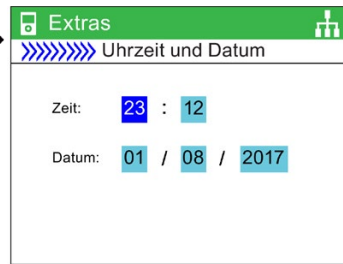 Extras
Uhrzeit und Datum
Zeit: 23 : 12
Datum: 01 / 08 / 2017